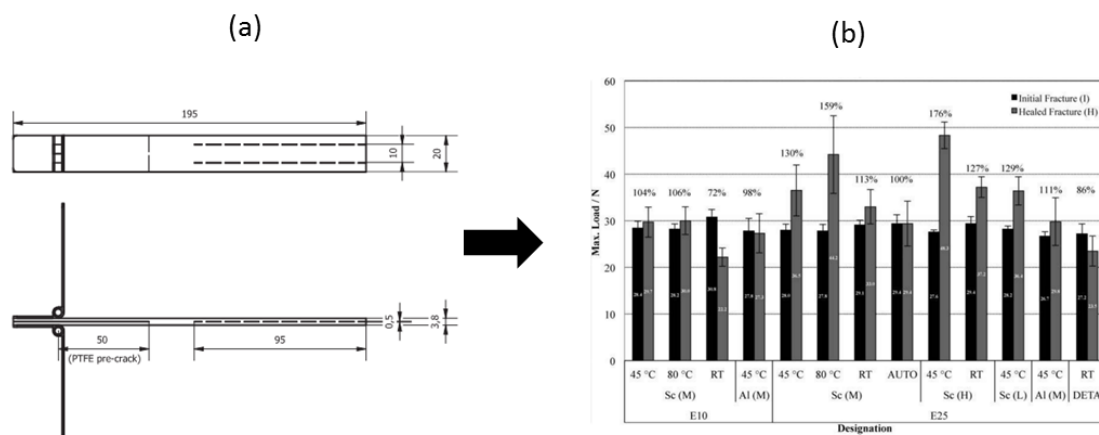 (a)
(b)
195
10
20
50
(PTFE pre-crack)
95
0,5
3,8
Max. Load / N
60
50
40
30
20
10
0
Initial Fracture (I)
Healed Fracture (H)
104% 106% 72% 98% 130% 159% 113% 100% 176% 127% 129% 111% 86%
45 °C 80 °C RT 45 °C 45 °C 80 °C RT AUTO 45 °C RT 45 °C 45 °C RT
Sc (M) Al (M) Sc (M) Sc (H) Sc (L) Al (M) DETA
E10 E25
Designation